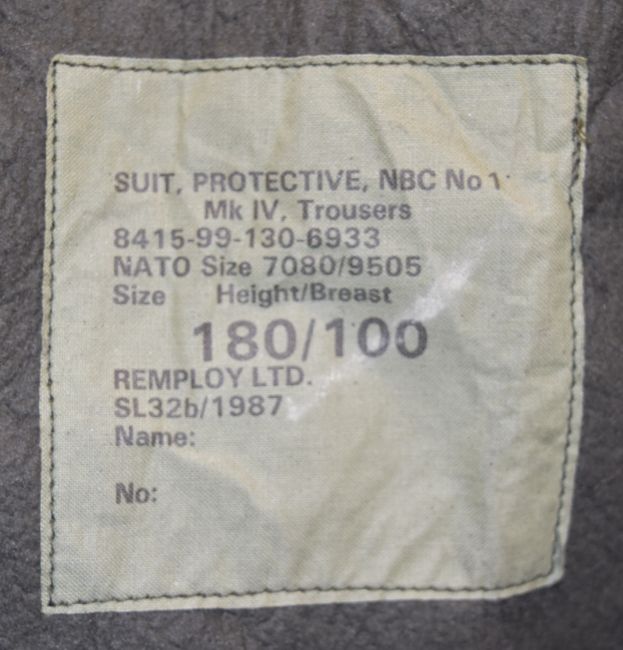 SUIT, PROTECTIVE, NBC No 1
Mk IV, Trousers
8415-99-130-6933
NATO Size 7080/9505
Size Height/Breast
180/100
REMPLOY LTD.
SL32b/1987
Name:
No: